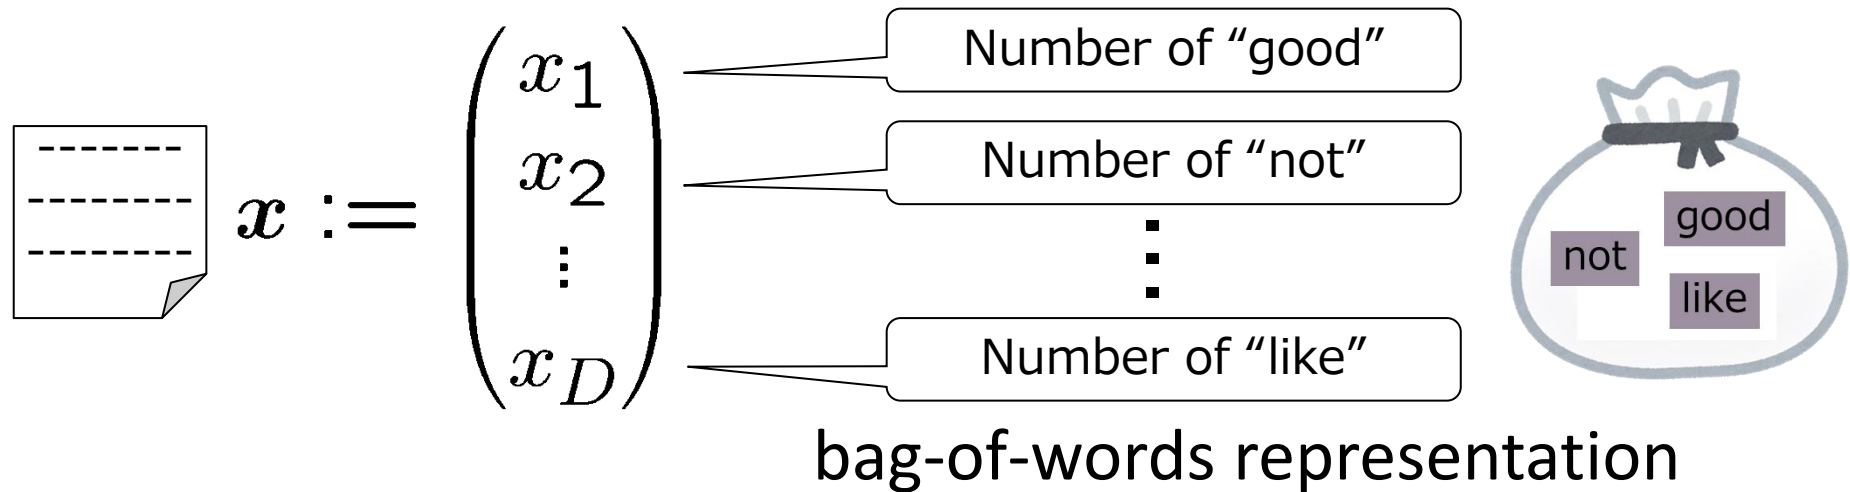 x := ( x1 x2 ⋮ xD )
Number of “good”
Number of “not”
⋮
Number of “like”
good
not
like
bag-of-words representation